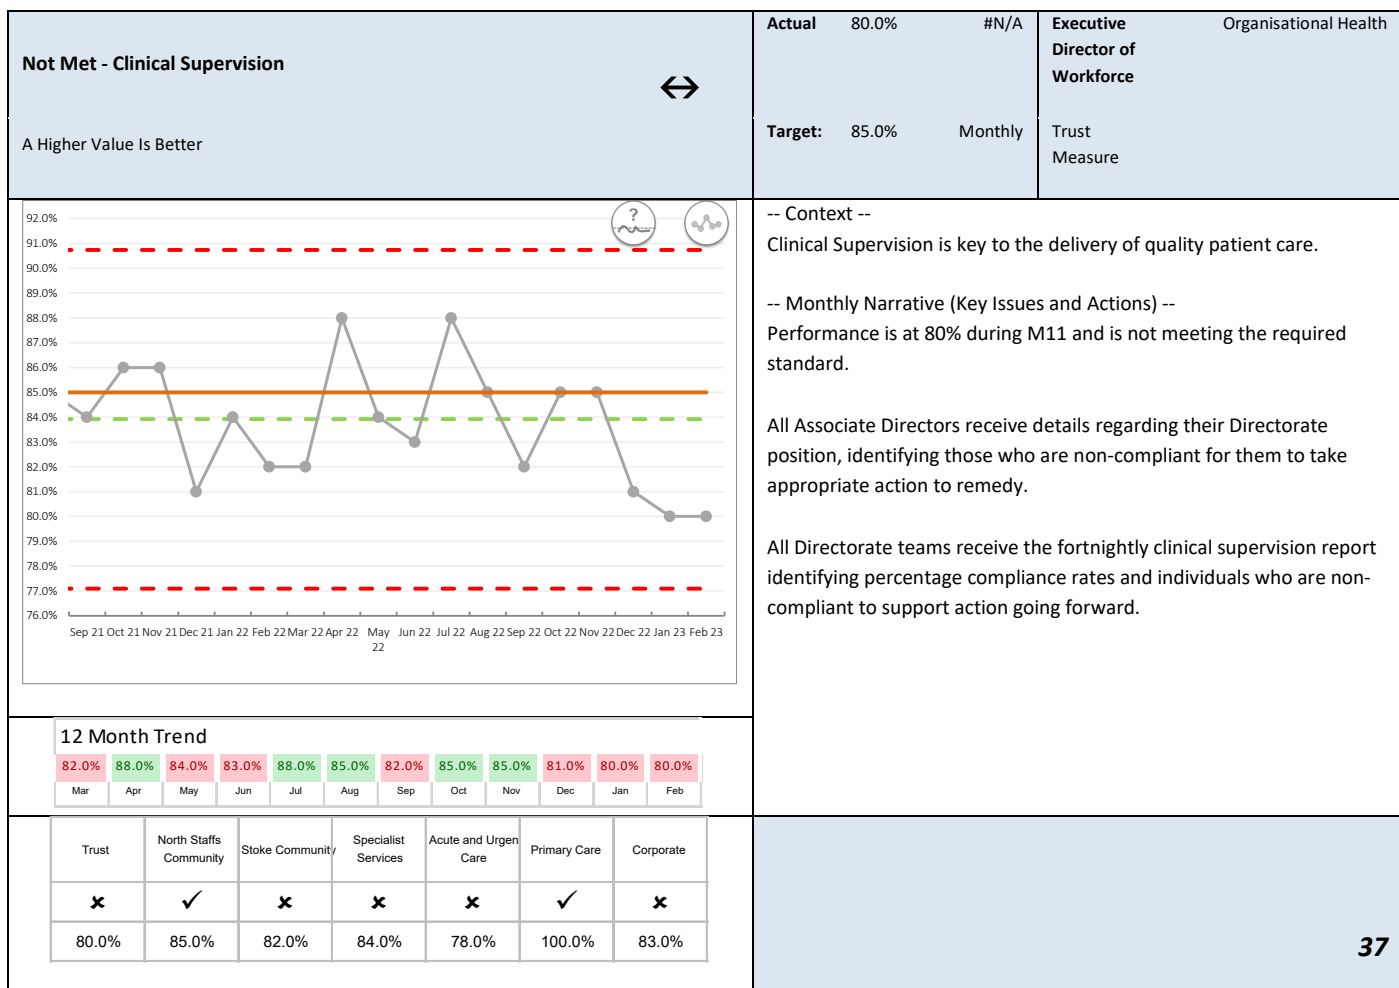 Not Met - Clinical Supervision
A Higher Value Is Better
Actual 80.0% #N/A
Target: 85.0% Monthly
Executive
Director of
Workforce
Organisational Health
Trust
Measure
?
92.0%
91.0%
90.0%
89.0%
88.0%
87.0%
86.0%
85.0%
84.0%
83.0%
82.0%
81.0%
80.0%
79.0%
78.0%
77.0%
76.0%
Sep 21 Oct 21 Nov 21 Dec 21 Jan 22 Feb 22 Mar 22 Apr 22 May 22 Jun 22 Jul 22 Aug 22 Sep 22 Oct 22 Nov 22 Dec 22 Jan 23 Feb 23
-- Context --
Clinical Supervision is key to the delivery of quality patient care.
-- Monthly Narrative (Key Issues and Actions) --
Performance is at 80% during M11 and is not meeting the required
standard.
All Associate Directors receive details regarding their Directorate
position, identifying those who are non-compliant for them to take
appropriate action to remedy.
All Directorate teams receive the fortnightly clinical supervision report
identifying percentage compliance rates and individuals who are non-
compliant to support action going forward.
12 Month Trend
82.0% 88.0% 84.0% 83.0% 88.0% 85.0% 82.0% 85.0% 85.0% 81.0% 80.0% 80.0%
Mar Apr May Jun Jul Aug Sep Oct Nov Dec Jan Feb
Trust
North Staffs
Community
Stoke Community
Specialist
Services
Acute and Urgen
Care
Primary Care
Corporate
✖ ✓ ✖ ✖ ✖ ✓ ✖
80.0% 85.0% 82.0% 84.0% 78.0% 100.0% 83.0%
37